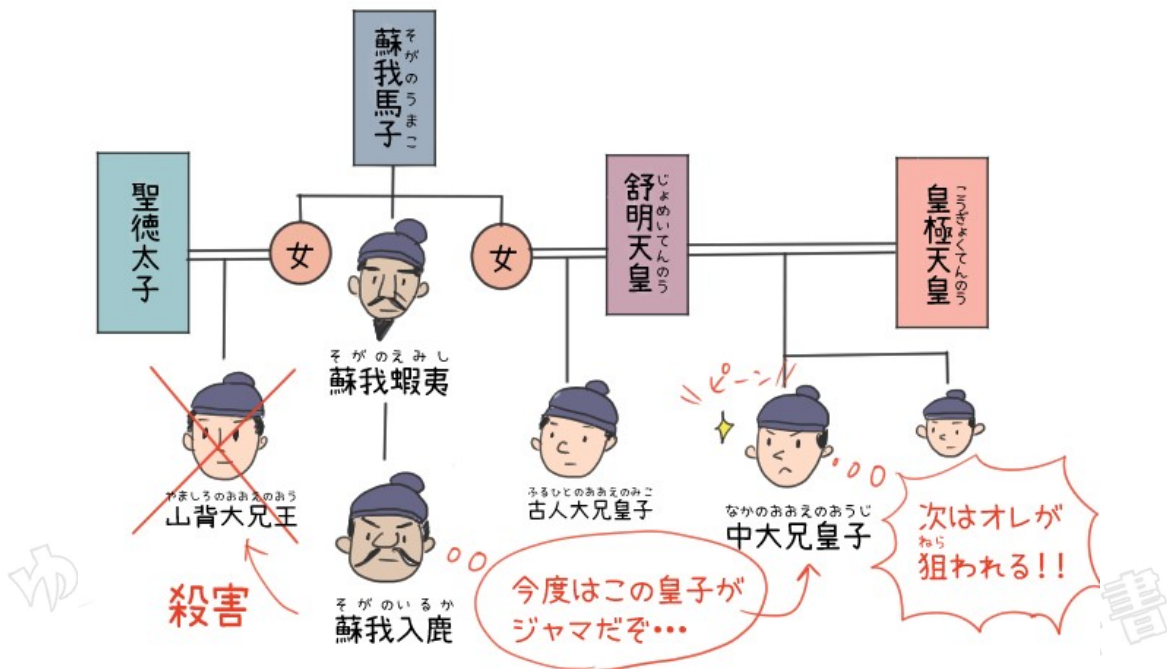 蘇我馬子
そがのうまこ
聖徳太子
女
女
舒明天皇
じょめいてんのう
皇極天皇
こうぎょくてんのう
そがのえみし
蘇我蝦夷
ピーン
やましろのおおえのおう
山背大兄王
ふるひとのおおえのみこ
古人大兄皇子
なかのおおえのおうじ
中大兄皇子
次はオレが
ねら
狙われる!!
殺害
そがのいるか
蘇我入鹿
今度はこの皇子が
ジャマだぞ・・・
ゆ
書